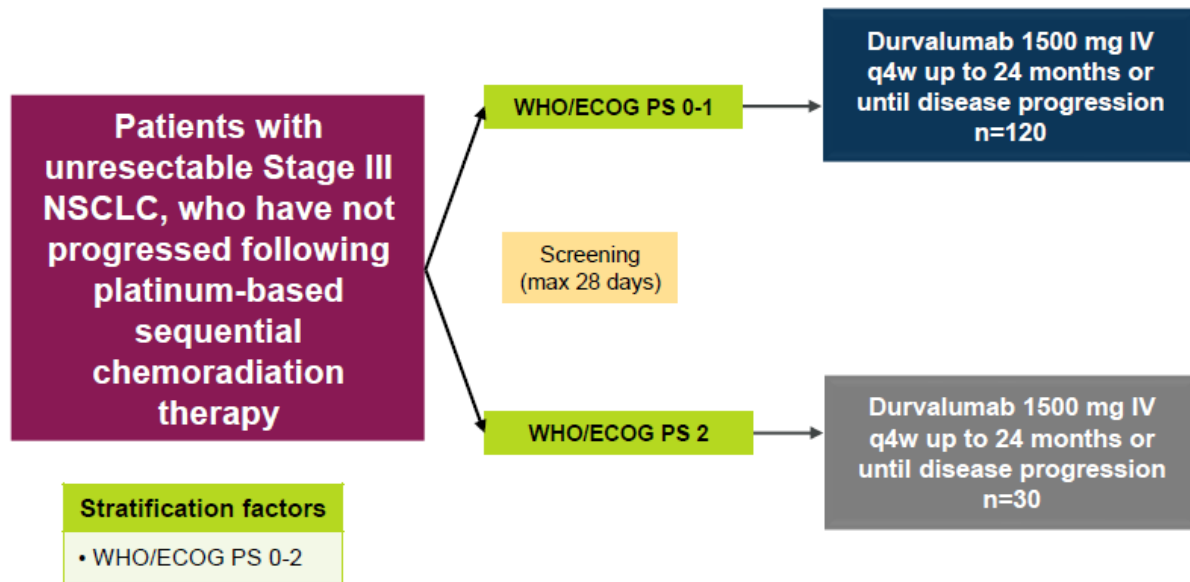 Patients with
unresectable Stage III
NSCLC, who have not
progressed following
platinum-based
sequential
chemoradiation
therapy
WHO/ECOG PS 0-1
Durvalumab 1500 mg IV
q4w up to 24 months or
until disease progression
n=120
Screening
(max 28 days)
WHO/ECOG PS 2
Durvalumab 1500 mg IV
q4w up to 24 months or
until disease progression
n=30
Stratification factors
• WHO/ECOG PS 0-2